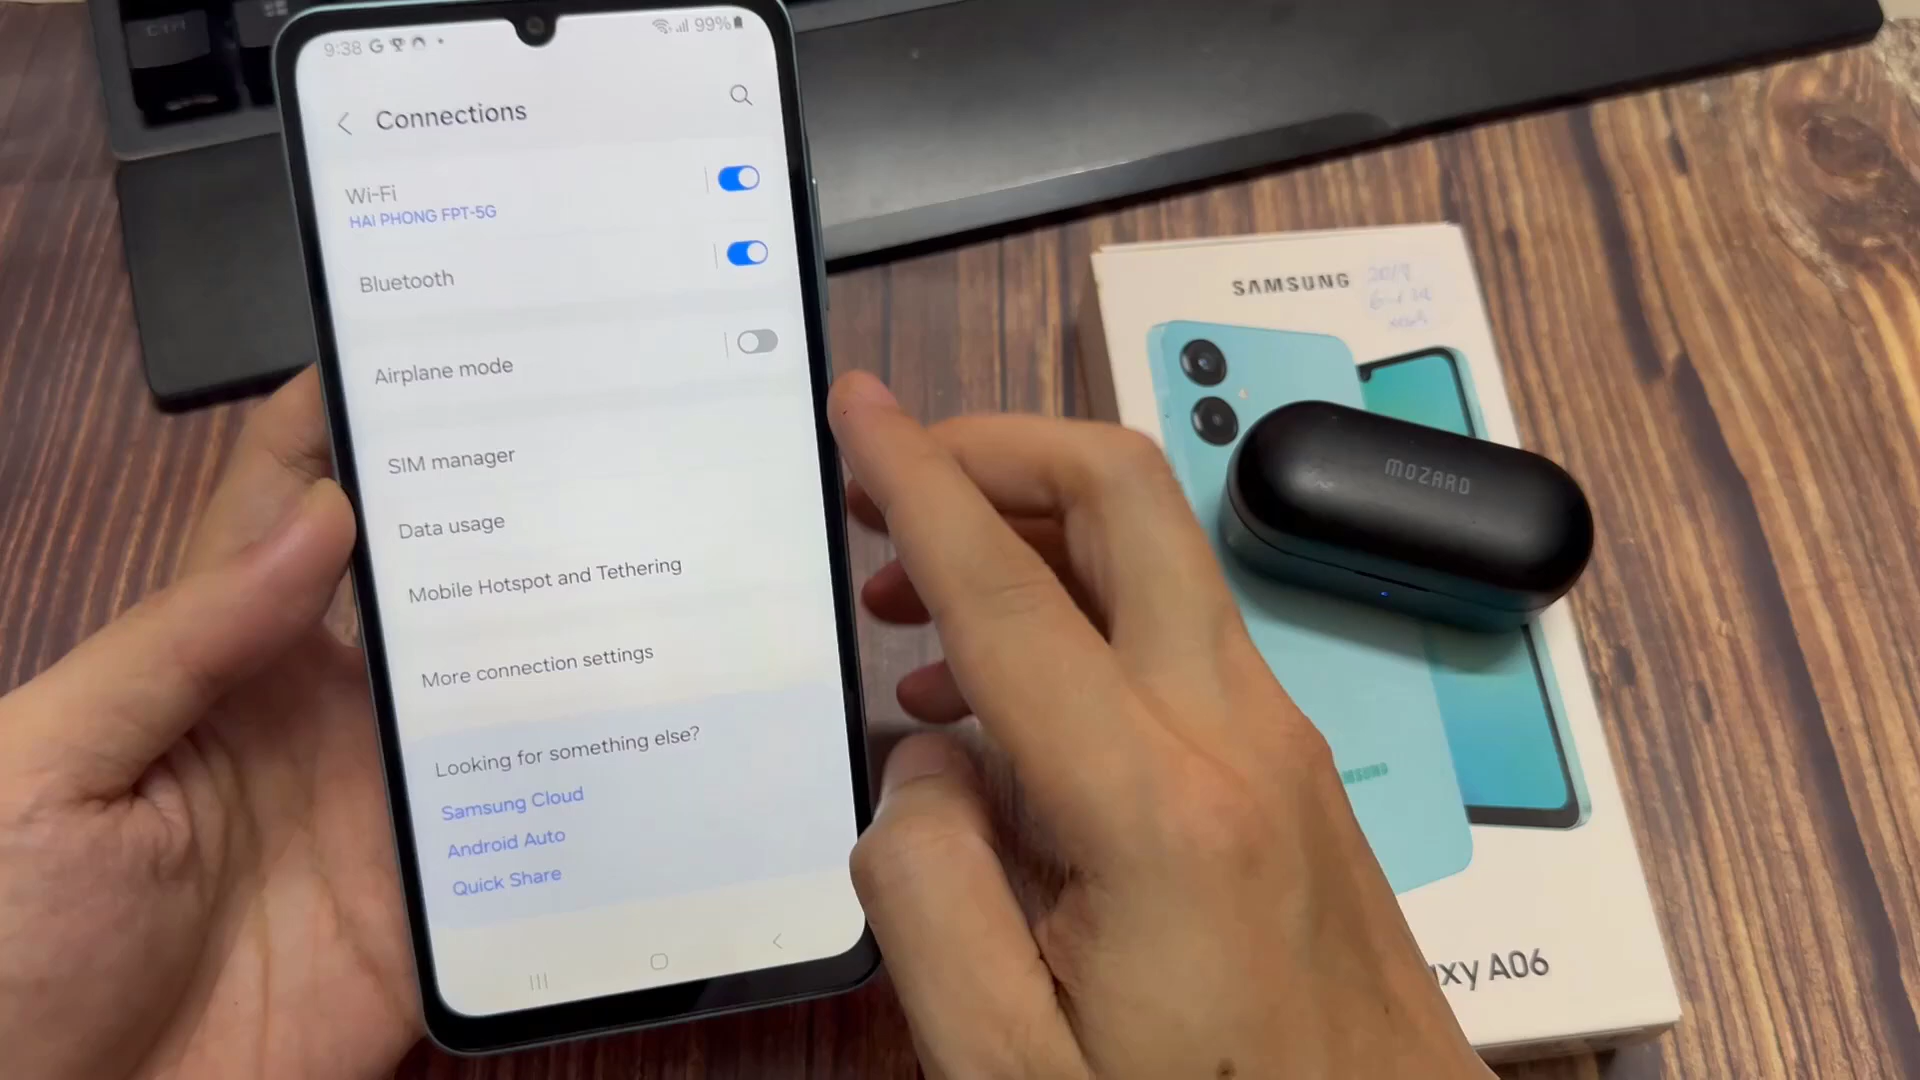 Ctrl
9:38 G
99%
Connections
Wi-Fi
HAI PHONG FPT-5G
Bluetooth
Airplane mode
SIM manager
Data usage
Mobile Hotspot and Tethering
More connection settings
Looking for something else?
Samsung Cloud
Android Auto
Quick Share
SAMSUNG
MOZARD
MSUNG
xy A06